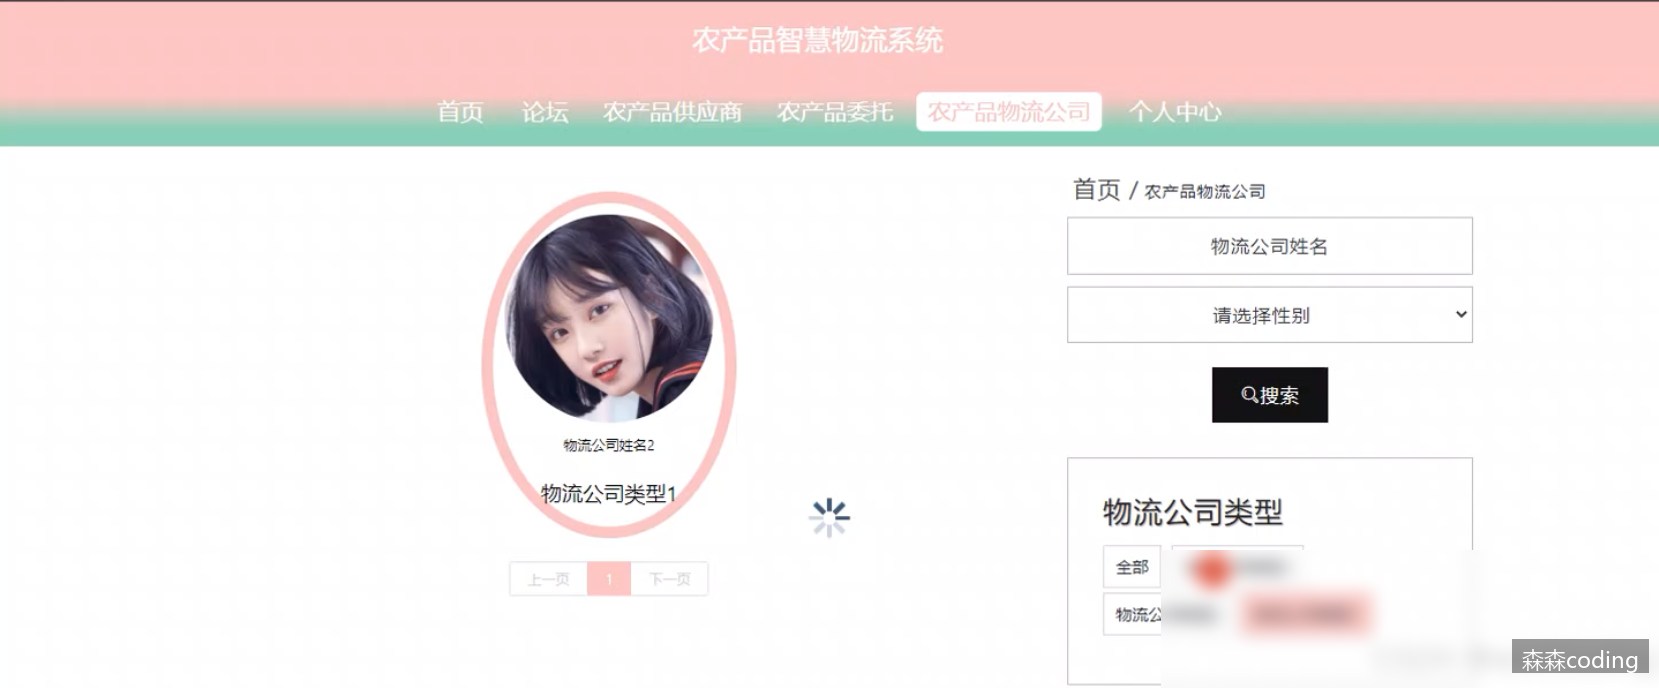 农产品智慧物流系统
首页 论坛 农产品供应商 农产品委托 农产品物流公司 个人中心
首页 / 农产品物流公司
物流公司姓名
请选择性别
搜索
物流公司姓名2
物流公司类型1
上一页 1 下一页
物流公司类型
全部
物流公
森森coding